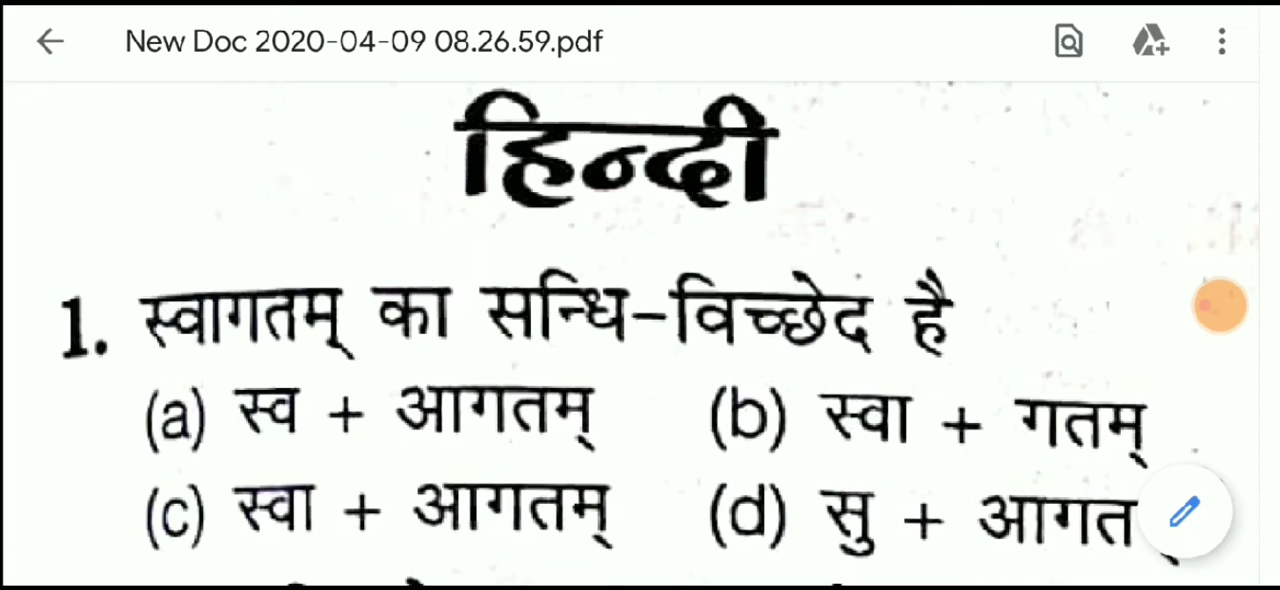 New Doc 2020-04-09 08.26.59.pdf
हिन्दी
1. स्वागतम् का सन्धि-विच्छेद है
(a) स्व + आगतम् (b) स्वा + गतम्
(c) स्वा + आगतम् (d) सु + आगत